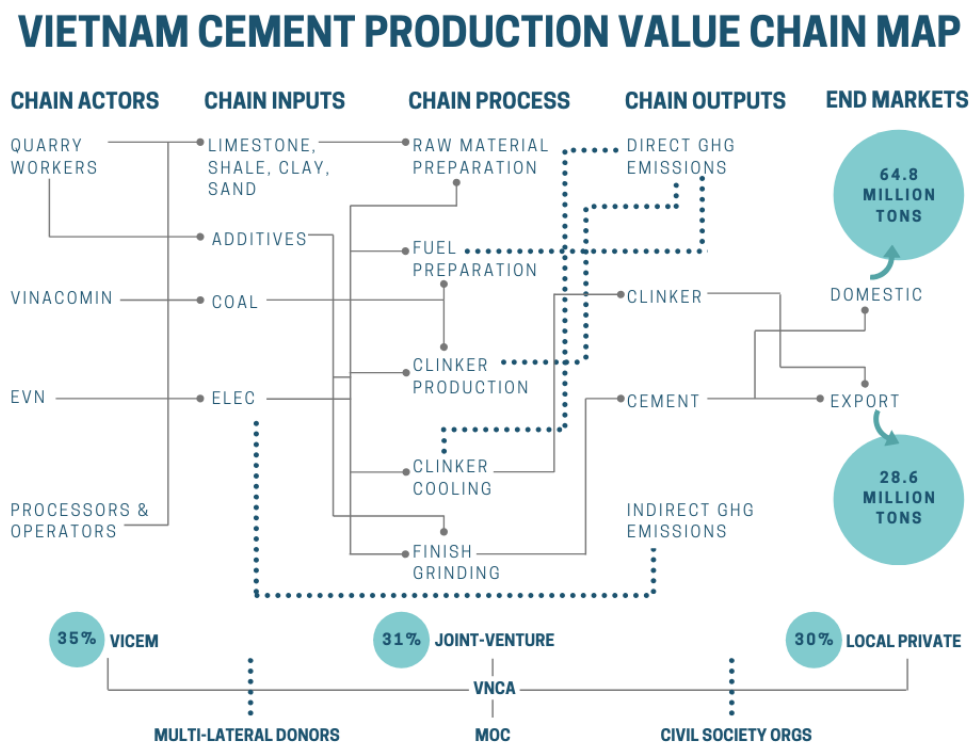 VIETNAM CEMENT PRODUCTION VALUE CHAIN MAP
CHAIN ACTORS
CHAIN INPUTS
CHAIN PROCESS
CHAIN OUTPUTS
END MARKETS
QUARRY
WORKERS
VINACOMIN
EVN
PROCESSORS &
OPERATORS
LIMESTONE,
SHALE, CLAY,
SAND
ADDITIVES
COAL
ELEC
RAW MATERIAL
PREPARATION
FUEL
PREPARATION
CLINKER
PRODUCTION
CLINKER
COOLING
FINISH
GRINDING
DIRECT GHG
EMISSIONS
CLINKER
CEMENT
INDIRECT GHG
EMISSIONS
64.8
MILLION
TONS
DOMESTIC
EXPORT
28.6
MILLION
TONS
35% VICEM
31% JOINT-VENTURE
30% LOCAL PRIVATE
VNCA
MULTI-LATERAL DONORS
MOC
CIVIL SOCIETY ORGS